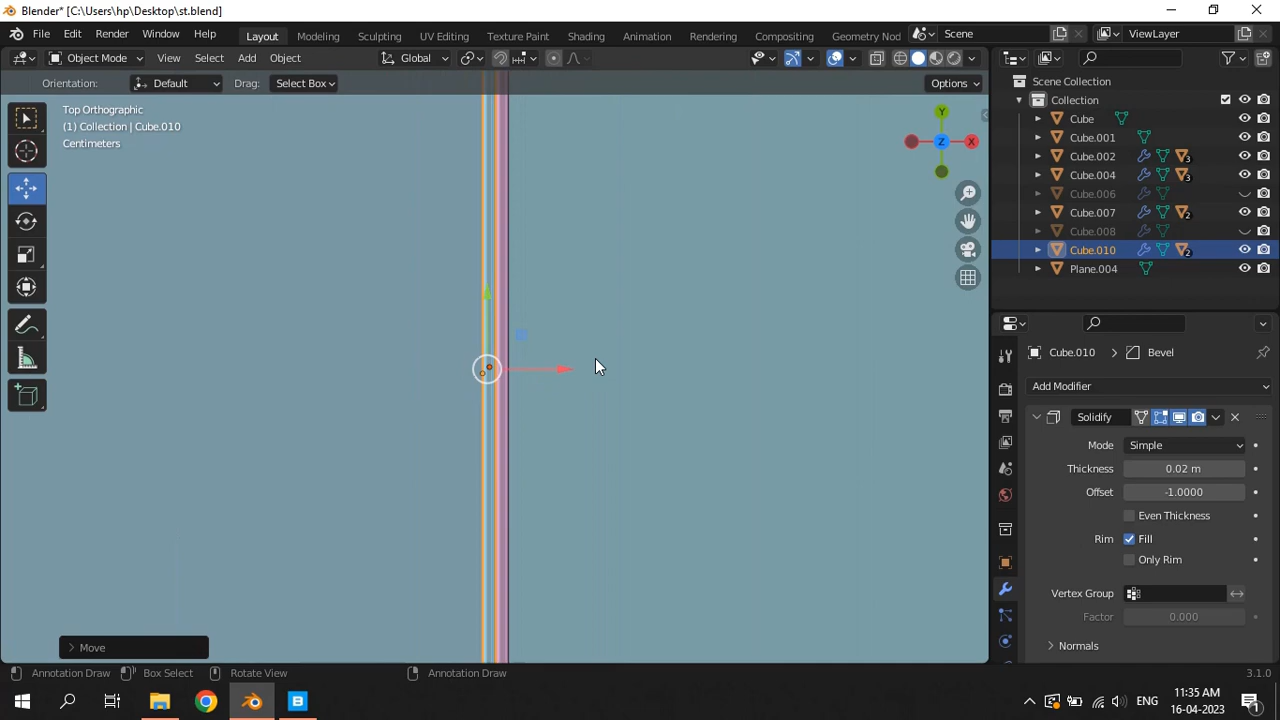 Blender* [C:\Users\hp\Desktop\st.blend]
File Edit Render Window Help Layout Modeling Sculpting UV Editing Texture Paint Shading Animation Rendering Compositing Geometry Nod Scene ViewLayer
Object Mode View Select Add Object Global
Orientation: Default Drag: Select Box Options
Scene Collection
Collection
Cube
Cube.001
Cube.002 3
Cube.004 3
Cube.006
Cube.007 2
Cube.008
Cube.010 2
Plane.004
Top Orthographic
(1) Collection | Cube.010
Centimeters
Y
Z X
Cube.010 > Bevel
Add Modifier
Solidify
Mode Simple
Thickness 0.02 m
Offset -1.0000
Even Thickness
Rim Fill
Only Rim
Vertex Group
Factor 0.000
> Normals
> Move
Annotation Draw Box Select Rotate View Annotation Draw 3.1.0
B ENG 11:35 AM
16-04-2023 1